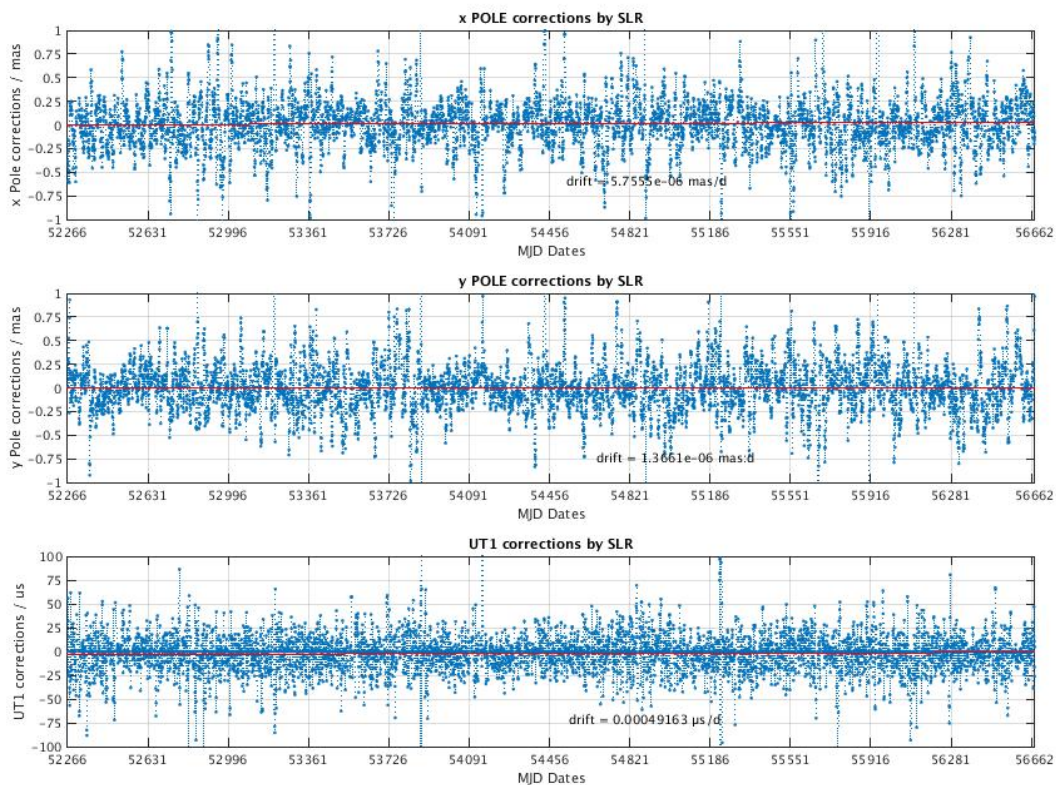 x POLE corrections by SLR
x Pole corrections / mas
1
0.75
0.5
0.25
0
-0.25
-0.5
-0.75
-1
drift = 5.7555e-06 mas/d
52266 52631 52996 53361 53726 54091 54456 54821 55186 55551 55916 56281 56662
MJD Dates
y POLE corrections by SLR
y Pole corrections / mas
1
0.75
0.5
0.25
0
-0.25
-0.5
-0.75
-1
drift = 1.3661e-06 mas:d
52266 52631 52996 53361 53726 54091 54456 54821 55186 55551 55916 56281 56662
MJD Dates
UT1 corrections by SLR
UT1 corrections / us
100
75
50
25
0
-25
-50
-75
-100
drift = 0.00049163 µs/d
52266 52631 52996 53361 53726 54091 54456 54821 55186 55551 55916 56281 56662
MJD Dates